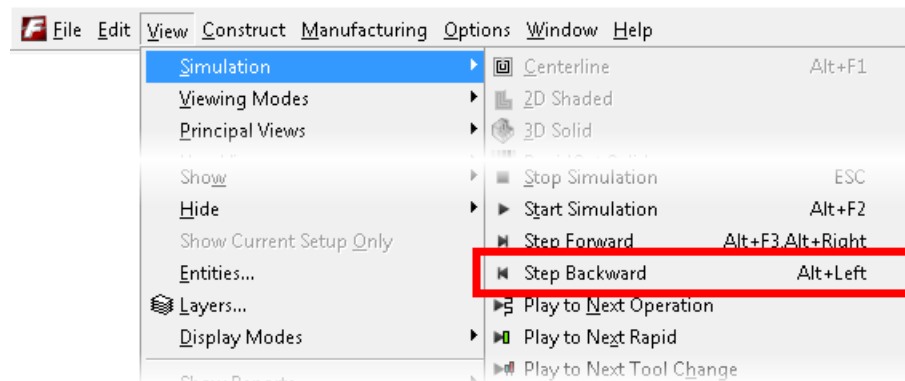 File Edit View Construct Manufacturing Options Window Help
Simulation
Viewing Modes
Principal Views
Show
Hide
Show Current Setup Only
Entities...
Layers...
Display Modes
Centerline Alt+F1
2D Shaded
3D Solid
Stop Simulation ESC
Start Simulation Alt+F2
Step Forward Alt+F3,Alt+Right
Step Backward Alt+Left
Play to Next Operation
Play to Next Rapid
Play to Next Tool Change